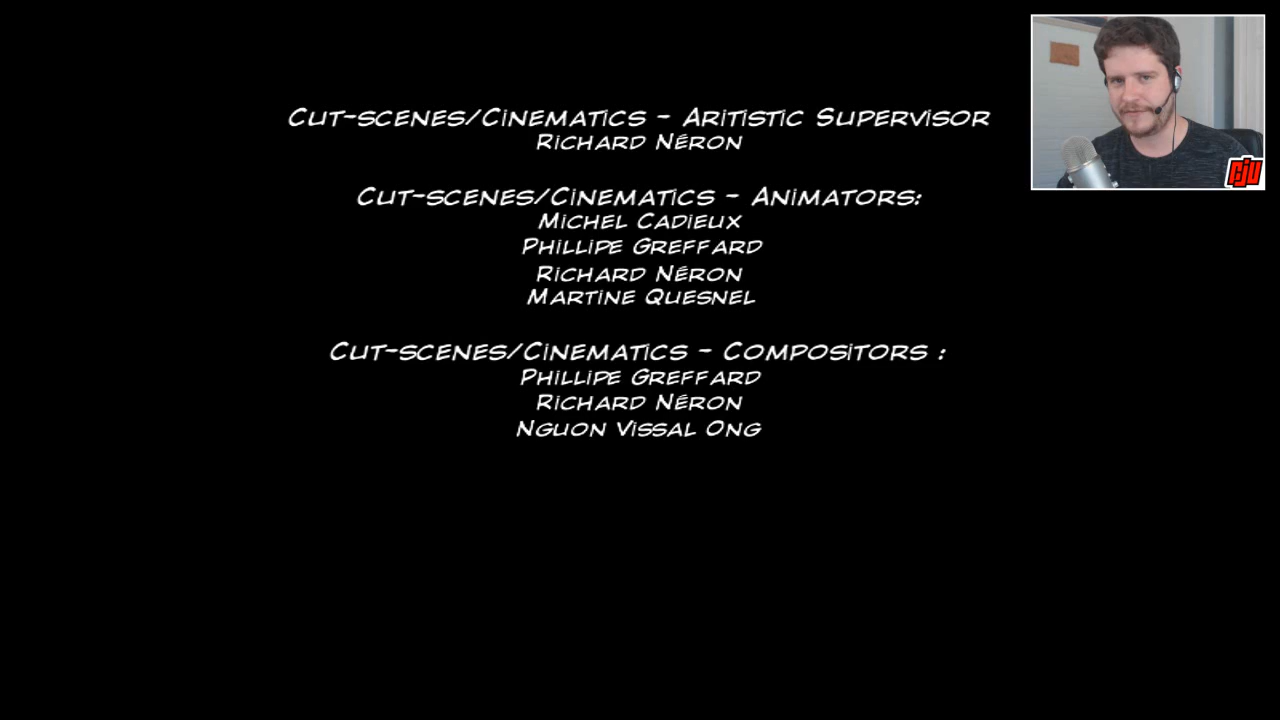 Cut-scenes/Cinematics - Aritistic Supervisor
Richard Néron
Cut-scenes/Cinematics - Animators:
Michel Cadieux
Phillipe Greffard
Richard Néron
Martine Quesnel
Cut-scenes/Cinematics - Compositors :
Phillipe Greffard
Richard Néron
Nguon Vissal Ong